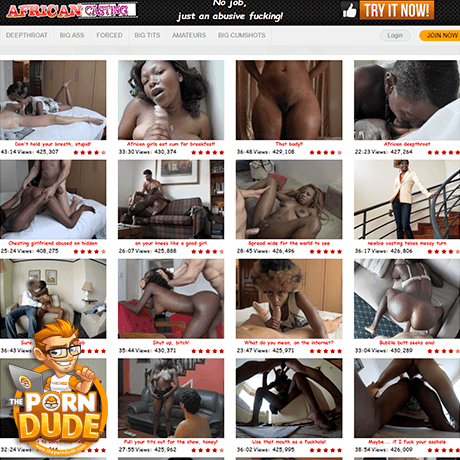 AFRICAN CASTING
No job,
just an abusive fucking!
TRY IT NOW!
DEEPTHROAT BIG ASS FORCED BIG TITS AMATEURS BIG CUMSHOTS Login JOIN NOW
Don't hold your breath, stupid! African girls eat cum for breakfast! That body!! African deepthroat
43:14 Views: 425,307 33:30 Views: 430,374 36:48 Views: 429,108 22:23 Views: 427,264
Cheating girlfriend abused on hidden on your knees like a good girl Spread wide for the world to see newbie casting takes messy turn
25:24 Views: 408,275 26:07 Views: 425,888 28:45 Views: 426,496 36:17 Views: 426,806
Sure Shut up, bitch! What do you mean, on the internet? Bubble butt seeks anal
36:43 35:44 Views: 430,371 23:47 Views: 425,971 33:04 Views: 430,289
THE PORN DUDE
Pull your tits out for the show, honey! Use that mouth as a fuckhole! Maybe... if I fuck your asshole
32:24 27:55 Views: 425,962 36:02 Views: 425,995 38:54 Views: 426,009